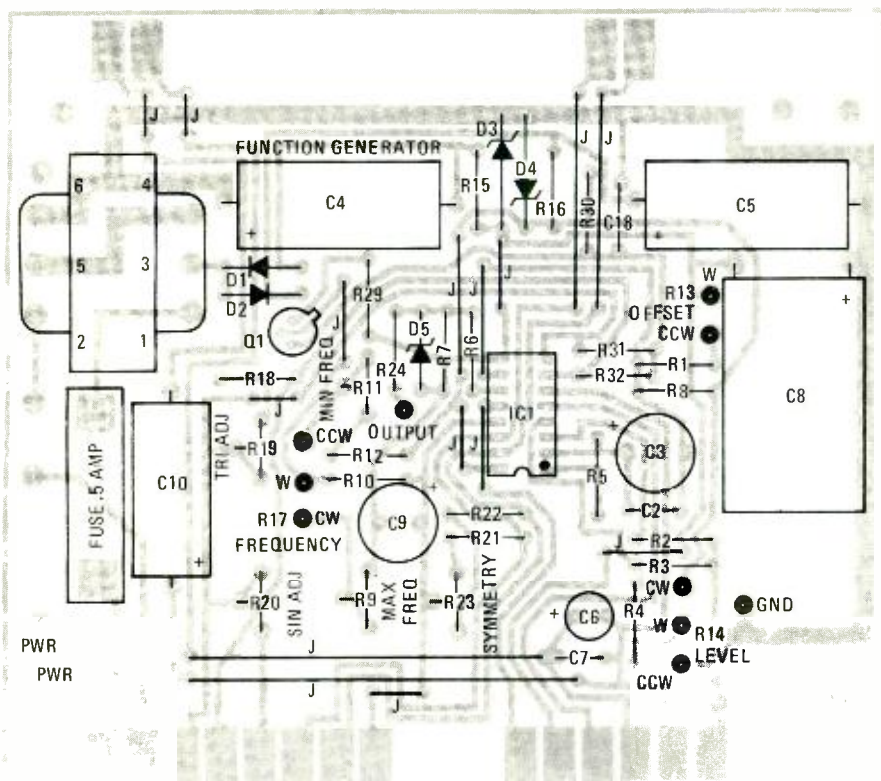 J J J J
D3
FUNCTION GENERATOR
D4
R15
R16
R30
C18
C4
+
C5
+
6 4
5 3
2 1
D1
D2
Q1
R29
J
J J J
D5
R7
R6
R24
R11
MIN FREQ
W
R13
OFFSET
CCW
+
C8
R31
R1
R32
R8
IC1
R18
J
OUTPUT
J J
TRI ADJ
R19
CCW
R12
W
R10
R17 CW
FREQUENCY
FUSE .5 AMP
C10
+
C9
+
R22
R21
R5
+
C3
C2
R2
J
R3
R20
SIN ADJ
R9
MAX
FREQ
R23
SYMMETRY
+
C6
C7
R4
CW
W
R14
LEVEL
CCW
GND
PWR
PWR
J
J
J